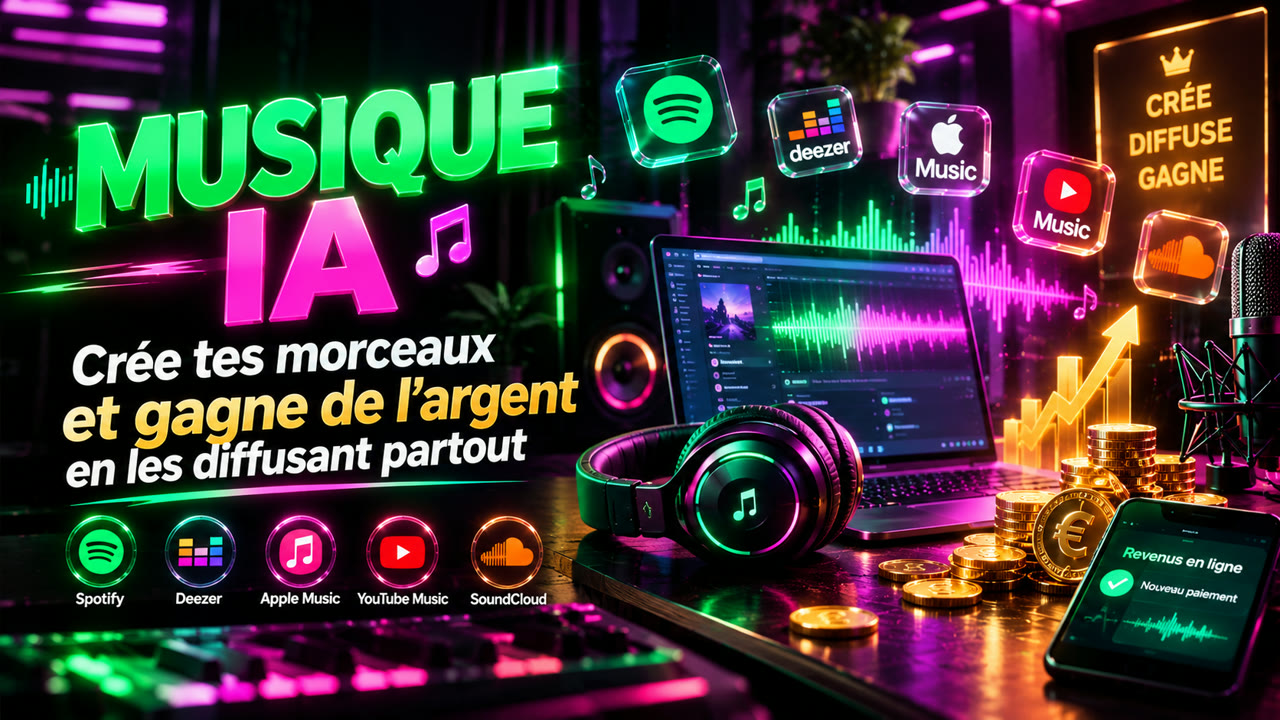 MUSIQUE
IA
Crée tes morceaux
et gagne de l'argent
en les diffusant partout
Spotify
Deezer
Apple Music
YouTube Music
SoundCloud
deezer
Music
Music
CRÉE
DIFFUSE
GAGNE
€
Revenus en ligne
Nouveau paiement